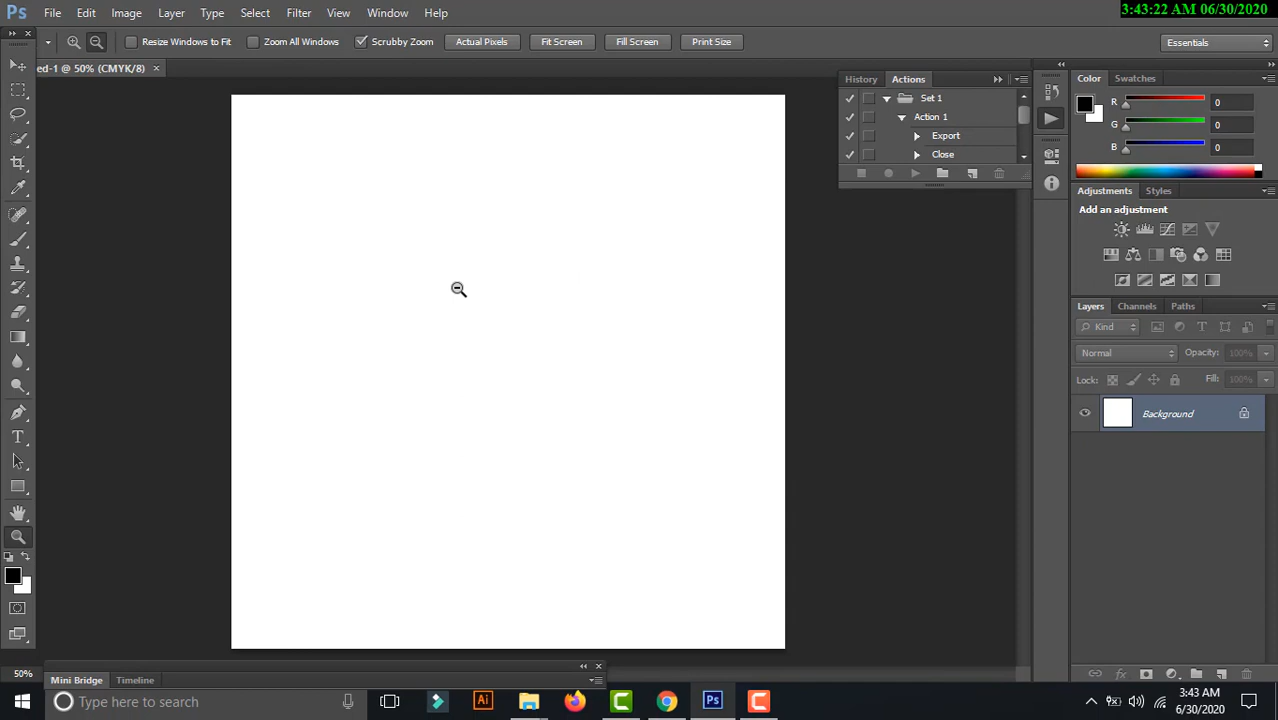 Ps File Edit Image Layer Type Select Filter View Window Help
3:43:22 AM 06/30/2020
Resize Windows to Fit Zoom All Windows Scrubby Zoom Actual Pixels Fit Screen Fill Screen Print Size Essentials
ed-1 @ 50% (CMYK/8) ×
History Actions
Set 1
Action 1
Export
Close
Color Swatches
R 0
G 0
B 0
Adjustments Styles
Add an adjustment
Layers Channels Paths
Kind
Normal Opacity: 100%
Lock: Fill: 100%
Background
T
50%
Mini Bridge Timeline
Type here to search
Ai
Ps
3:43 AM
6/30/2020